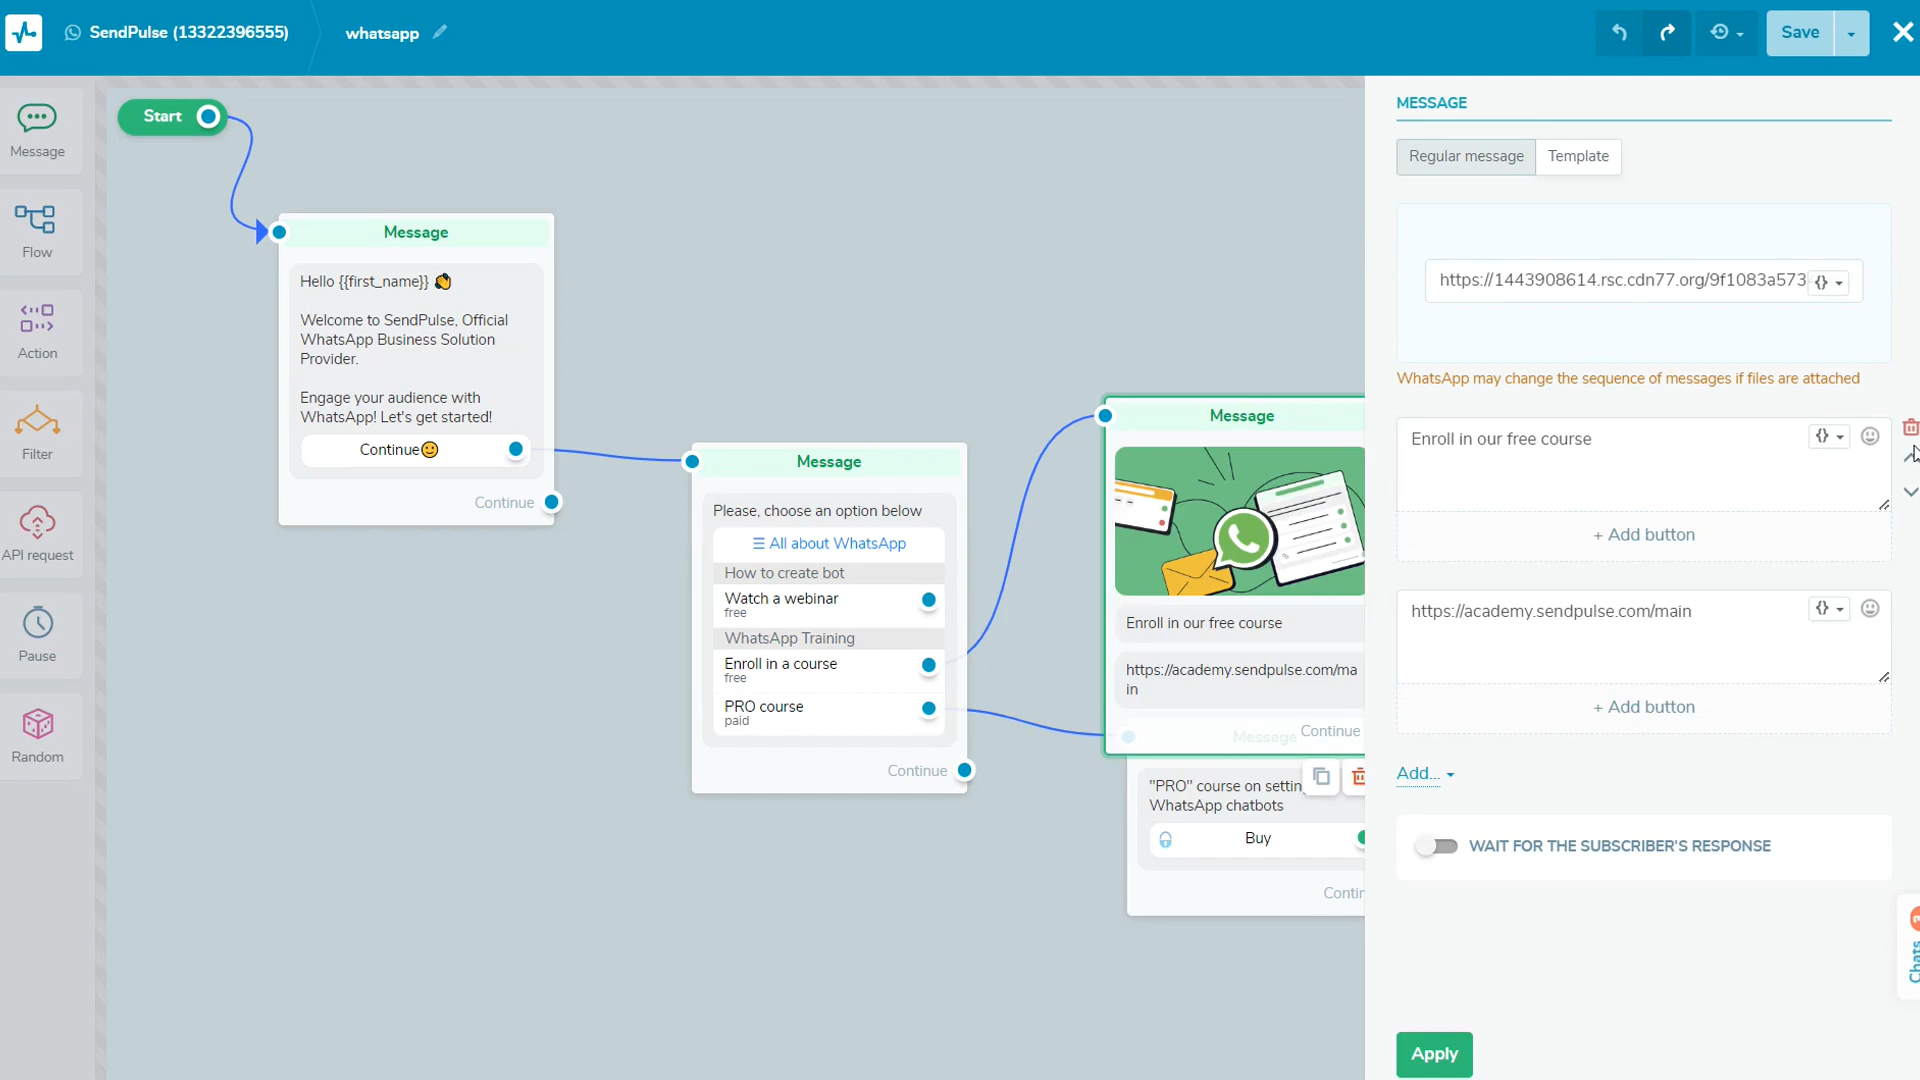 SendPulse (13322396555)
whatsapp
Save
Message
Flow
Action
Filter
API request
Pause
Random
Start
Message
Hello {{first_name}} 👏
Welcome to SendPulse, Official
WhatsApp Business Solution
Provider.
Engage your audience with
WhatsApp! Let's get started!
Continue🙂
Continue
Message
Please, choose an option below
All about WhatsApp
How to create bot
Watch a webinar
free
WhatsApp Training
Enroll in a course
free
PRO course
paid
Continue
Message
Enroll in our free course
https://academy.sendpulse.com/ma
in
Continue
Message
"PRO" course on settin
WhatsApp chatbots
Buy
Contin
MESSAGE
Regular message
Template
https://1443908614.rsc.cdn77.org/9f1083a573
{}
WhatsApp may change the sequence of messages if files are attached
Enroll in our free course
{}
+ Add button
https://academy.sendpulse.com/main
{}
+ Add button
Add...
WAIT FOR THE SUBSCRIBER'S RESPONSE
Chats
Apply